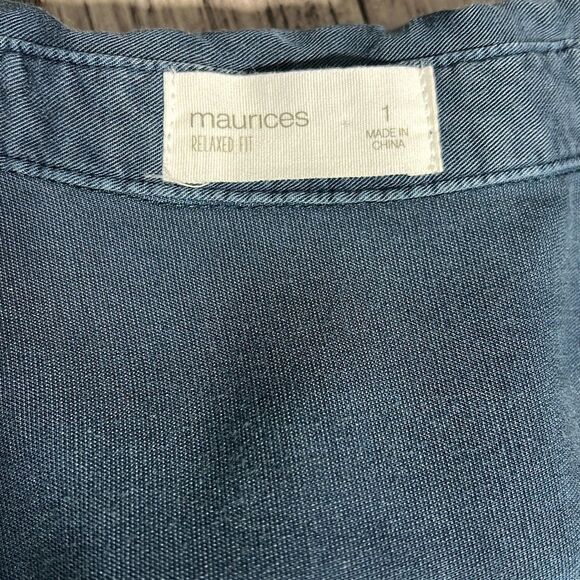 maurices
RELAXED FIT
1
MADE IN
CHINA